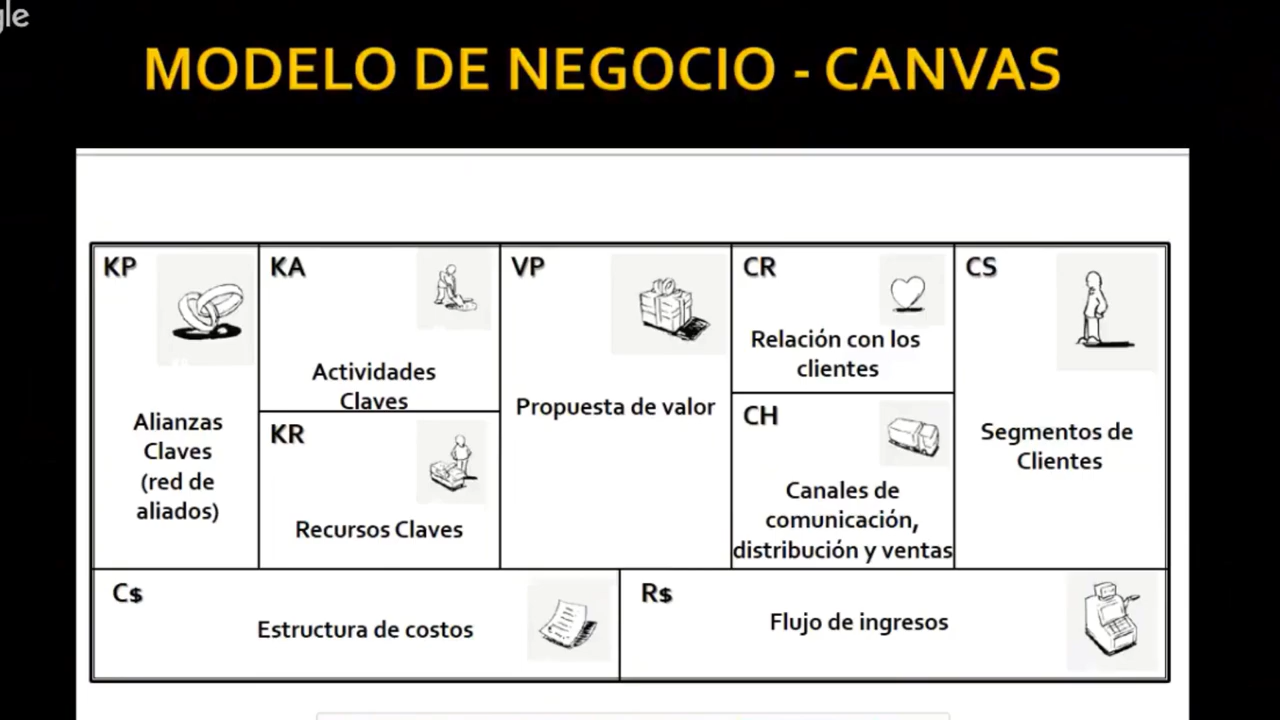 gle
MODELO DE NEGOCIO - CANVAS
KP
Alianzas
Claves
(red de
aliados)
KA
Actividades
Claves
KR
Recursos Claves
VP
Propuesta de valor
CR
Relación con los
clientes
CH
Canales de
comunicación,
distribución y ventas
CS
Segmentos de
Clientes
C$
Estructura de costos
R$
Flujo de ingresos